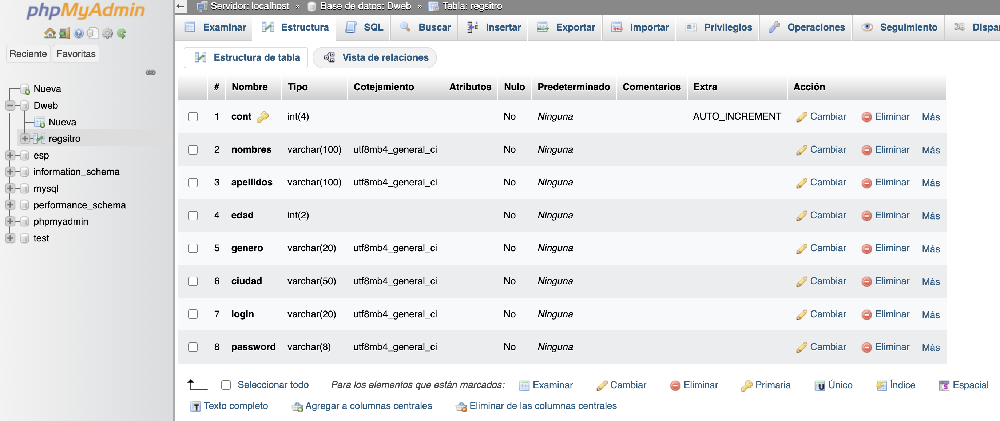 phpMyAdmin
Reciente Favoritas
Nueva
Dweb
Nueva
regsitro
esp
information_schema
mysql
performance_schema
phpmyadmin
test
Servidor: localhost » Base de datos: Dweb » Tabla: regsitro
Examinar Estructura SQL Buscar Insertar Exportar Importar Privilegios Operaciones Seguimiento Dispar
Estructura de tabla Vista de relaciones
# Nombre Tipo Cotejamiento Atributos Nulo Predeterminado Comentarios Extra Acción
1 cont int(4) No Ninguna AUTO_INCREMENT Cambiar Eliminar Más
2 nombres varchar(100) utf8mb4_general_ci No Ninguna Cambiar Eliminar Más
3 apellidos varchar(100) utf8mb4_general_ci No Ninguna Cambiar Eliminar Más
4 edad int(2) No Ninguna Cambiar Eliminar Más
5 genero varchar(20) utf8mb4_general_ci No Ninguna Cambiar Eliminar Más
6 ciudad varchar(50) utf8mb4_general_ci No Ninguna Cambiar Eliminar Más
7 login varchar(20) utf8mb4_general_ci No Ninguna Cambiar Eliminar Más
8 password varchar(8) utf8mb4_general_ci No Ninguna Cambiar Eliminar Más
Seleccionar todo Para los elementos que están marcados: Examinar Cambiar Eliminar Primaria Único Índice Espacial
Texto completo Agregar a columnas centrales Eliminar de las columnas centrales